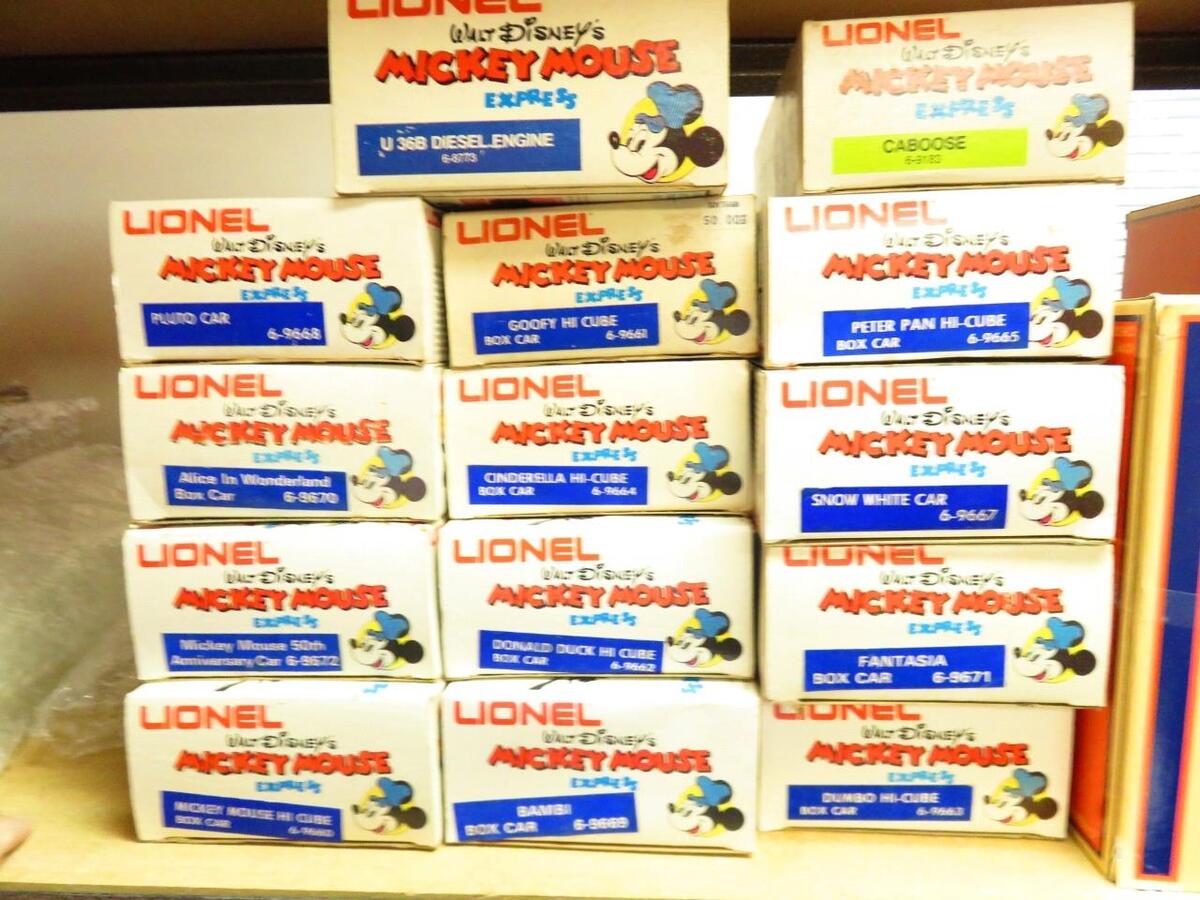 LIONEL
WALT DISNEY'S
MICKEY MOUSE
EXPRESS
U 36B DIESEL ENGINE
6-8773
LIONEL
WALT DISNEY'S
MICKEY MOUSE
EXPRESS
CABOOSE
6-9183
LIONEL
WALT DISNEY'S
MICKEY MOUSE
EXPRESS
PLUTO CAR
6-9668
LIONEL
WALT DISNEY'S
MICKEY MOUSE
EXPRESS
GOOFY HI CUBE
BOX CAR 6-9661
LIONEL
WALT DISNEY'S
MICKEY MOUSE
EXPRESS
PETER PAN HI-CUBE
BOX CAR 6-9665
LIONEL
WALT DISNEY'S
MICKEY MOUSE
EXPRESS
Alice In Wonderland
Box Car 6-9670
LIONEL
WALT DISNEY'S
MICKEY MOUSE
EXPRESS
CINDERELLA HI-CUBE
BOX CAR 6-9664
LIONEL
WALT DISNEY'S
MICKEY MOUSE
EXPRESS
SNOW WHITE CAR
6-9667
LIONEL
WALT DISNEY'S
MICKEY MOUSE
EXPRESS
Mickey Mouse 50th
Anniversary Car 6-9672
LIONEL
WALT DISNEY'S
MICKEY MOUSE
EXPRESS
DONALD DUCK HI CUBE
BOX CAR 6-9662
LIONEL
WALT DISNEY'S
MICKEY MOUSE
EXPRESS
FANTASIA
BOX CAR 6-9671
LIONEL
WALT DISNEY'S
MICKEY MOUSE
EXPRESS
MICKEY MOUSE HI CUBE
BOX CAR 6-9660
LIONEL
WALT DISNEY'S
MICKEY MOUSE
EXPRESS
BAMBI
BOX CAR 6-9669
LIONEL
WALT DISNEY'S
MICKEY MOUSE
EXPRESS
DUMBO HI-CUBE
BOX CAR 6-9663